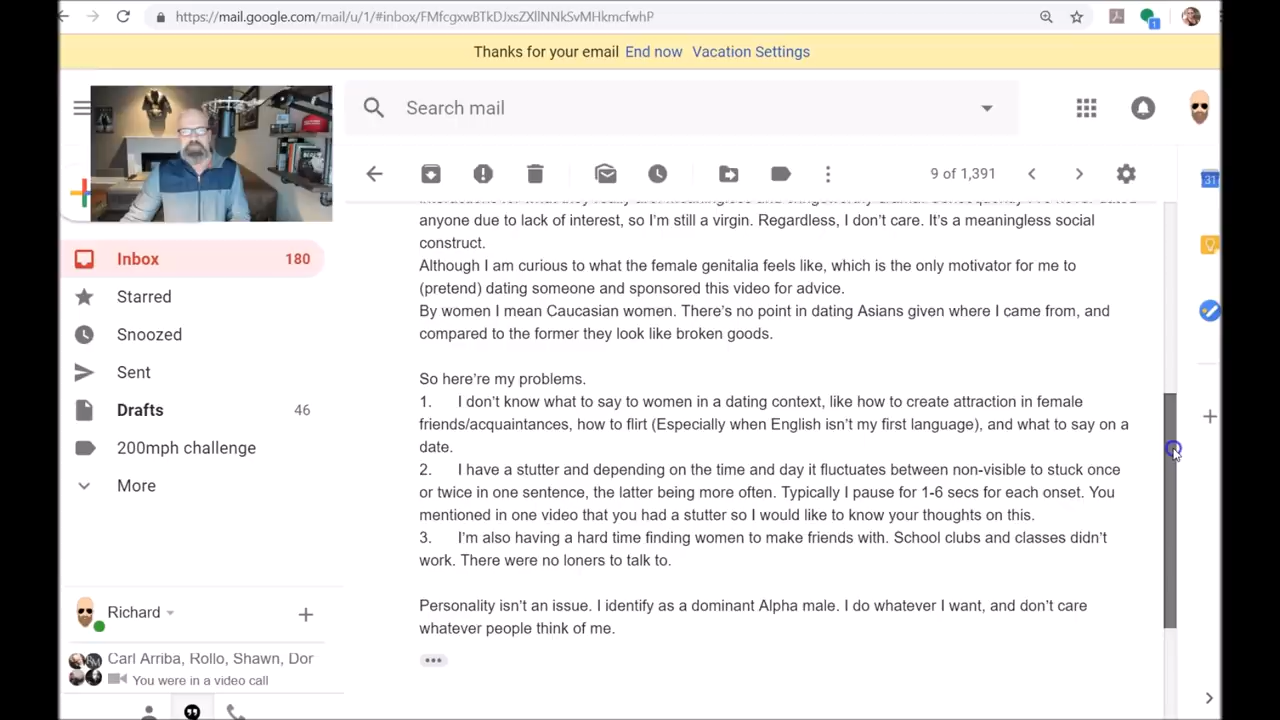 https://mail.google.com/mail/u/1/#inbox/FMfcgxwBTkDJxsZXllNNkSvMHkmcfwhP
1
Thanks for your email End now Vacation Settings
Search mail
9 of 1,391
31
Inbox 180
Starred
Snoozed
Sent
Drafts 46
200mph challenge
More
anyone due to lack of interest, so I'm still a virgin. Regardless, I don't care. It's a meaningless social
construct.
Although I am curious to what the female genitalia feels like, which is the only motivator for me to
(pretend) dating someone and sponsored this video for advice.
By women I mean Caucasian women. There's no point in dating Asians given where I came from, and
compared to the former they look like broken goods.
So here're my problems.
1. I don't know what to say to women in a dating context, like how to create attraction in female
friends/acquaintances, how to flirt (Especially when English isn't my first language), and what to say on a
date.
2. I have a stutter and depending on the time and day it fluctuates between non-visible to stuck once
or twice in one sentence, the latter being more often. Typically I pause for 1-6 secs for each onset. You
mentioned in one video that you had a stutter so I would like to know your thoughts on this.
3. I'm also having a hard time finding women to make friends with. School clubs and classes didn't
work. There were no loners to talk to.
Personality isn't an issue. I identify as a dominant Alpha male. I do whatever I want, and don't care
whatever people think of me.
Richard
Carl Arriba, Rollo, Shawn, Dor
You were in a video call